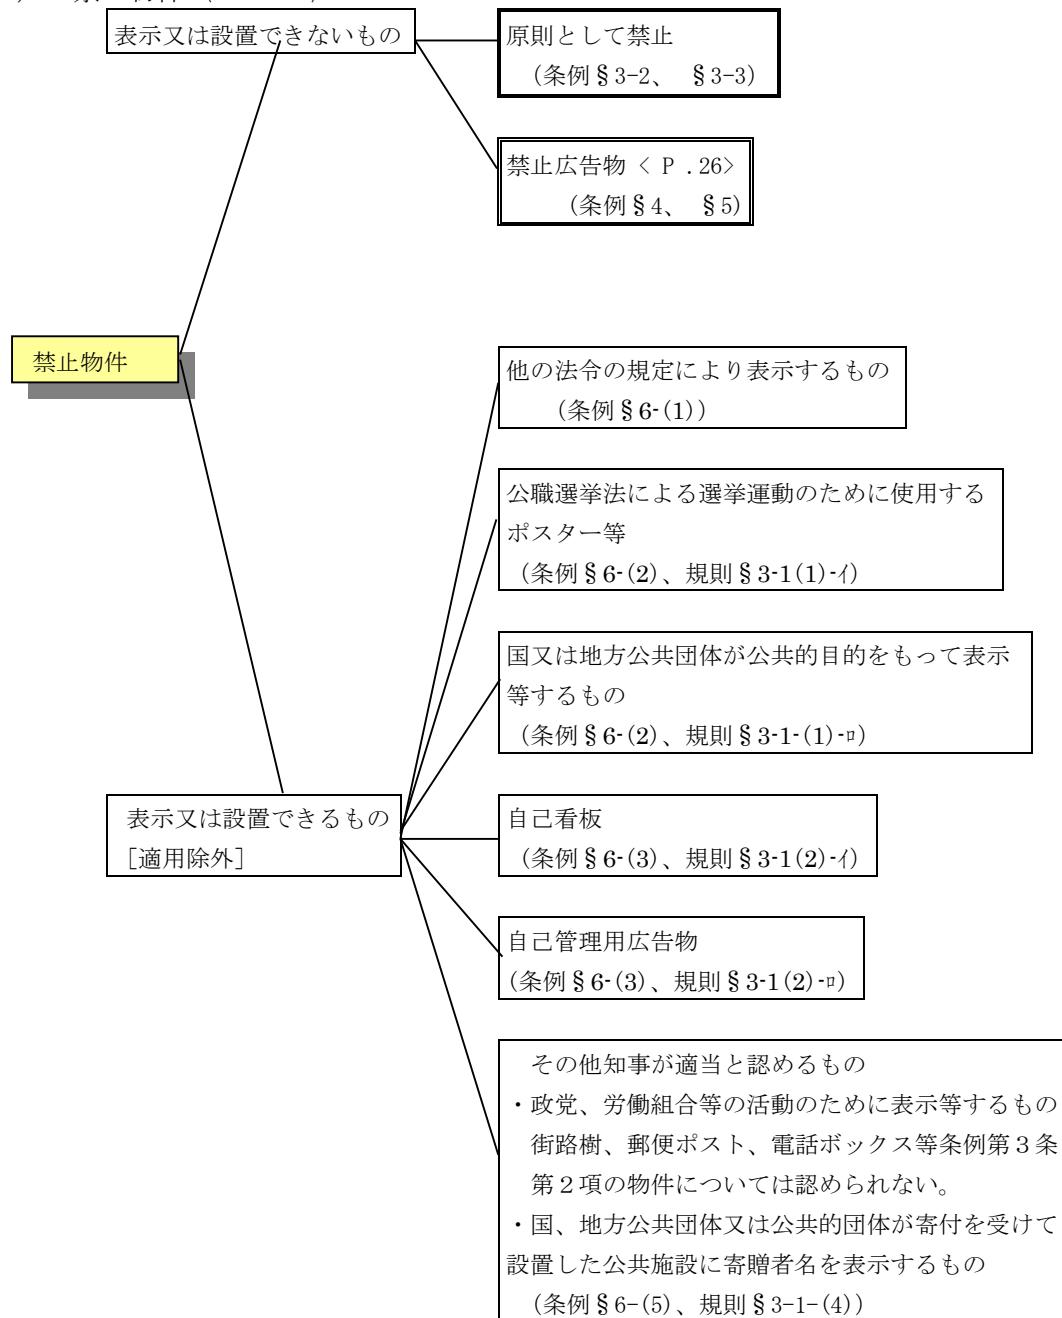 表示又は設置できないもの
原則として禁止
(条例§3-2、 §3-3)
禁止広告物 < P .26>
(条例§4、 §5)
禁止物件
他の法令の規定により表示するもの
(条例§6-(1))
公職選挙法による選挙運動のために使用する
ポスター等
(条例§6-(2)、規則§3-1(1)-ｲ)
国又は地方公共団体が公共的目的をもって表示
等するもの
(条例§6-(2)、規則§3-1-(1)-ﾛ)
表示又は設置できるもの
[適用除外]
自己看板
(条例§6-(3)、規則§3-1(2)-ｲ)
自己管理用広告物
(条例§6-(3)、規則§3-1(2)-ﾛ)
その他知事が適当と認めるもの
・政党、労働組合等の活動のために表示等するもの
街路樹、郵便ポスト、電話ボックス等条例第３条
第２項の物件については認められない。
・国、地方公共団体又は公共的団体が寄付を受けて
設置した公共施設に寄贈者名を表示するもの
(条例§6-(5)、規則§3-1-(4))